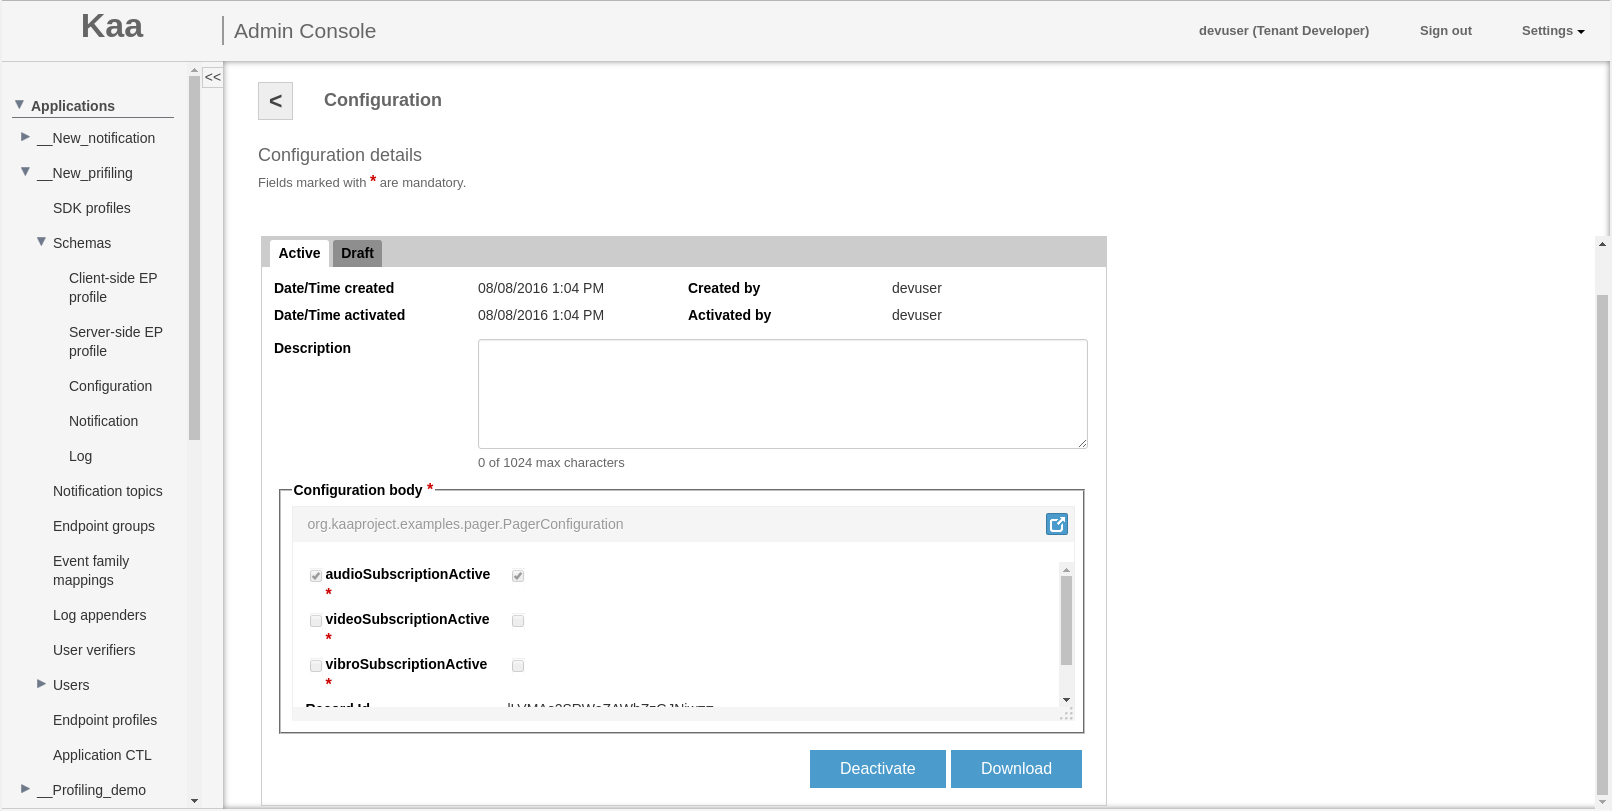 Kaa
Admin Console
devuser (Tenant Developer)
Sign out
Settings
<<
Applications
__New_notification
__New_prifiling
SDK profiles
Schemas
Client-side EP
profile
Server-side EP
profile
Configuration
Notification
Log
Notification topics
Endpoint groups
Event family
mappings
Log appenders
User verifiers
Users
Endpoint profiles
Application CTL
__Profiling_demo
< Configuration
Configuration details
Fields marked with * are mandatory.
Active Draft
Date/Time created 08/08/2016 1:04 PM Created by devuser
Date/Time activated 08/08/2016 1:04 PM Activated by devuser
Description
0 of 1024 max characters
Configuration body *
org.kaaproject.examples.pager.PagerConfiguration
audioSubscriptionActive
*
videoSubscriptionActive
*
vibroSubscriptionActive
*
Record Id
Deactivate Download